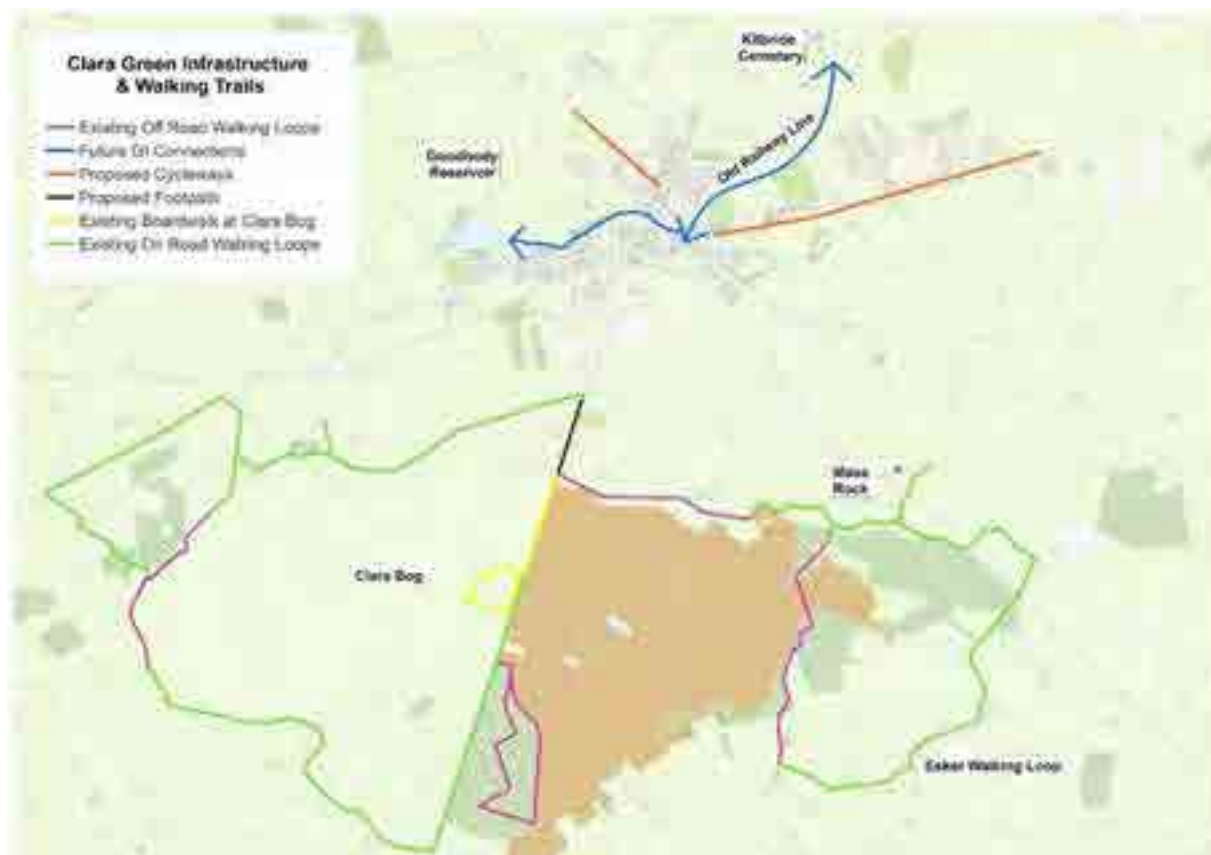 Clara Green Infrastructure
& Walking Trails
Existing Off Road Walking Loops
Future GI Connections
Proposed Cycleways
Proposed Footpath
Existing Boardwalk at Clara Bog
Existing On Road Walking Loops
Kilbride
Cemetery
Goodbody
Reservoir
Old Railway Line
Mass
Rock
Clara Bog
Esker Walking Loop